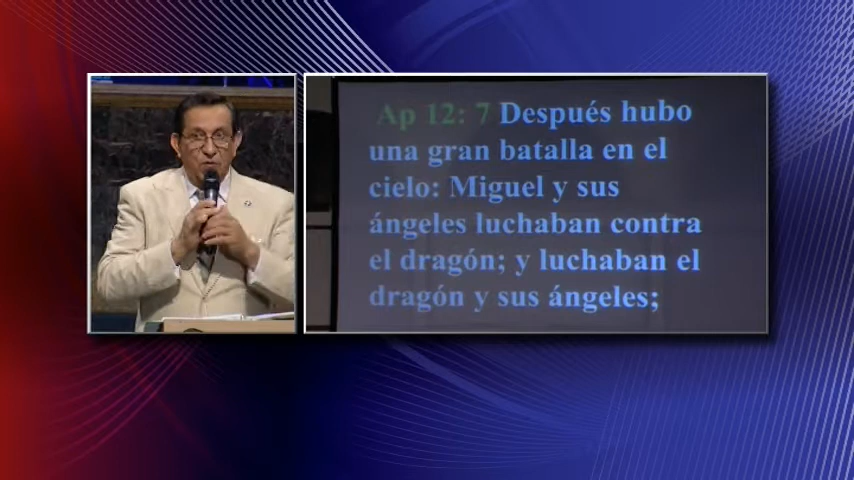 Ap 12: 7 Después hubo
una gran batalla en el
cielo: Miguel y sus
ángeles luchaban contra
el dragón; y luchaban el
dragón y sus ángeles;